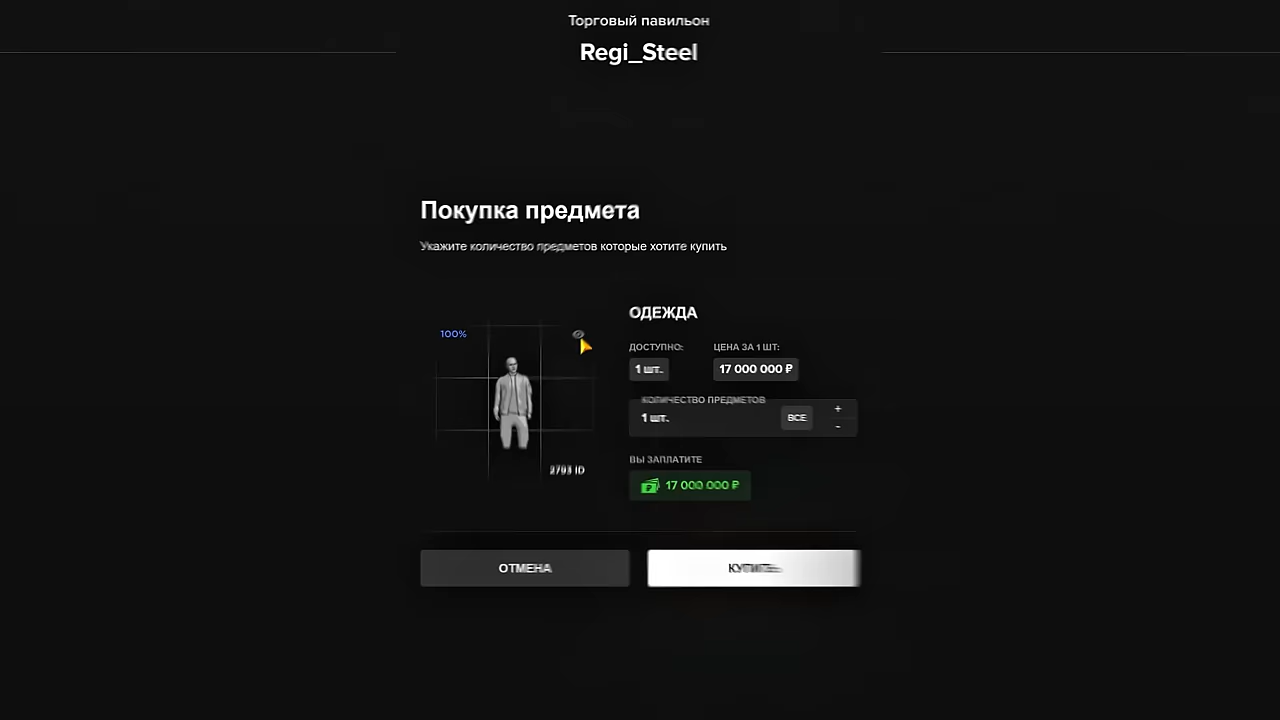 Торговый павильон
Regi_Steel
Покупка предмета
Укажите количество предметов которые хотите купить
100%
2793 ID
ОДЕЖДА
ДОСТУПНО: ЦЕНА ЗА 1 ШТ:
1 шт. 17 000 000 ₽
КОЛИЧЕСТВО ПРЕДМЕТОВ
1 шт. ВСЕ + -
ВЫ ЗАПЛАТИТЕ
17 000 000 ₽
ОТМЕНА КУПИТЬ